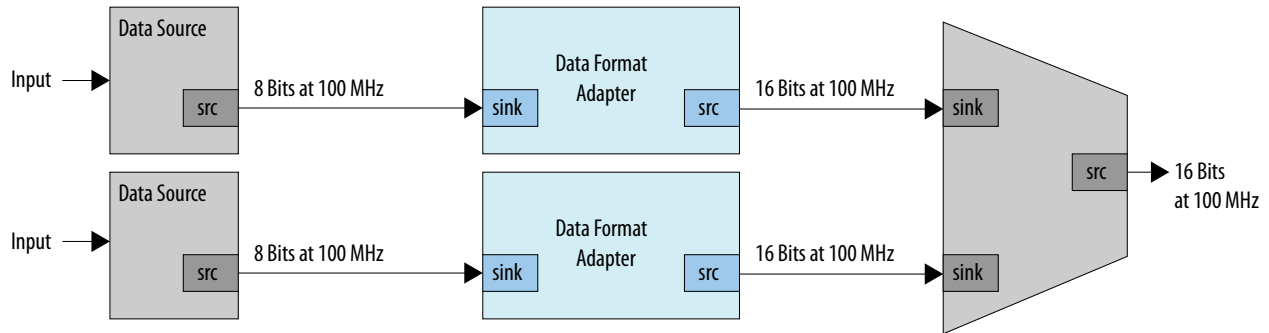 Data Source
Input
src
8 Bits at 100 MHz
sink
Data Format
Adapter
src
16 Bits at 100 MHz
sink
src
16 Bits
at 100 MHz
Data Source
Input
src
8 Bits at 100 MHz
sink
Data Format
Adapter
src
16 Bits at 100 MHz
sink